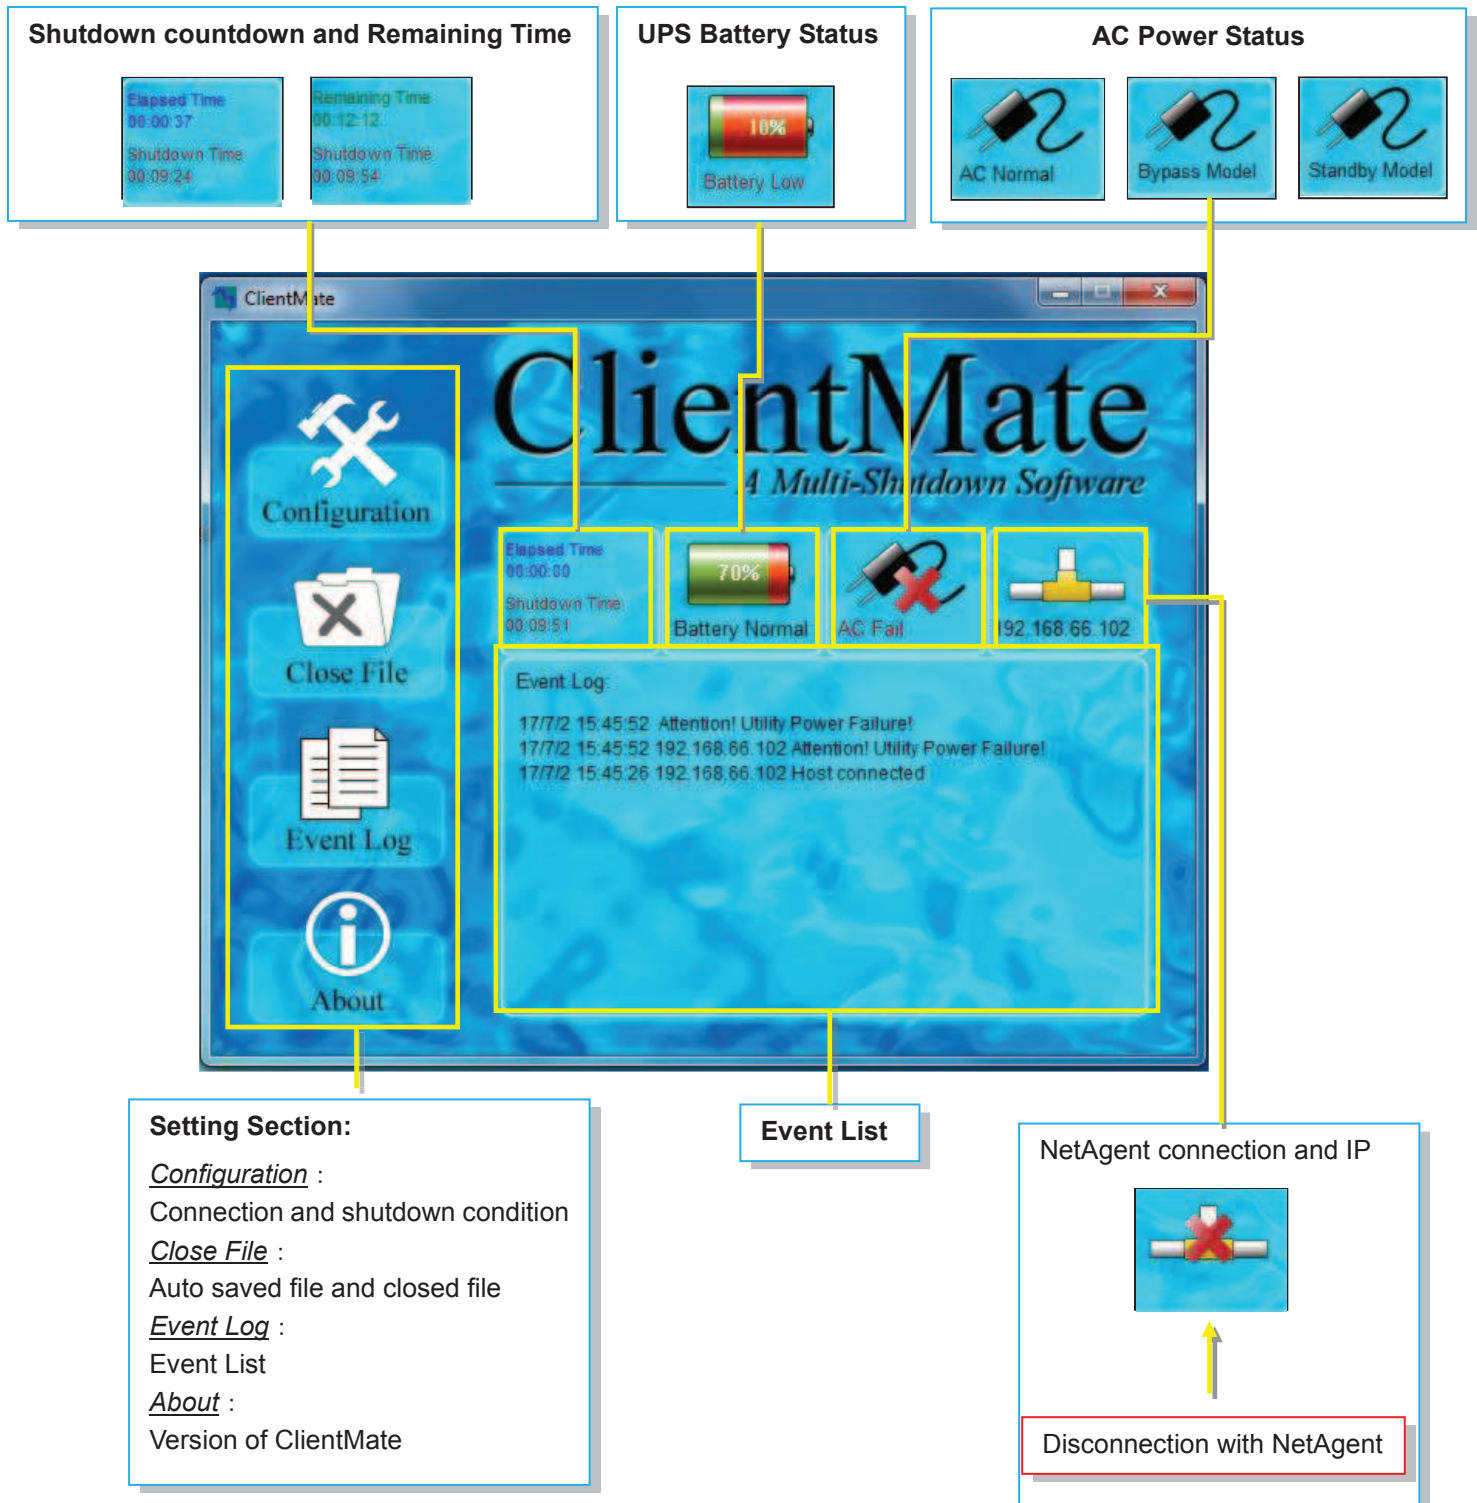 Shutdown countdown and Remaining Time
Elapsed Time
00:00:37
Shutdown Time
00:09:24
Remaining Time
00:12:12
Shutdown Time
00:09:54
UPS Battery Status
10%
Battery Low
AC Power Status
AC Normal
Bypass Model
Standby Model
ClientMate
ClientMate
A Multi-Shutdown Software
Configuration
Close File
Event Log
About
Elapsed Time
00:00:00
Shutdown Time
00:09:51
70%
Battery Normal
AC Fail
192.168.66.102
Event Log:
17/7/2 15:45:52 Attention! Utility Power Failure!
17/7/2 15:45:52 192.168.66.102 Attention! Utility Power Failure!
17/7/2 15:45:26 192.168.66.102 Host connected
Setting Section:
Configuration :
Connection and shutdown condition
Close File :
Auto saved file and closed file
Event Log :
Event List
About :
Version of ClientMate
Event List
NetAgent connection and IP
Disconnection with NetAgent